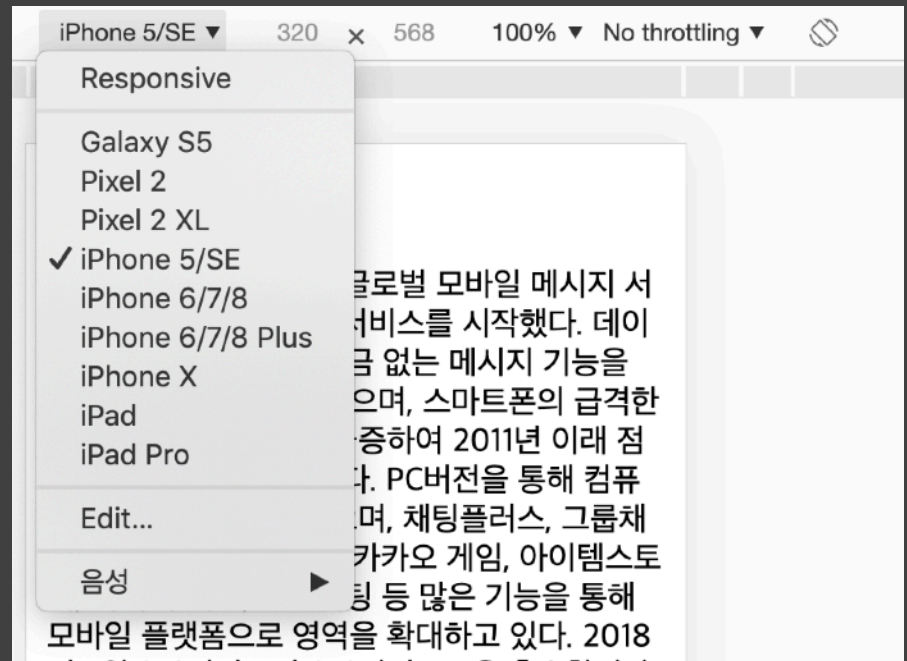 iPhone 5/SE ▼ 320 × 568 100% ▼ No throttling ▼
Responsive
Galaxy S5
Pixel 2
Pixel 2 XL
✓ iPhone 5/SE
iPhone 6/7/8
iPhone 6/7/8 Plus
iPhone X
iPad
iPad Pro
Edit...
음성 ▶
글로벌 모바일 메시지 서
서비스를 시작했다. 데이
없는 메시지 기능을
으며, 스마트폰의 급격한
증하여 2011년 이래 점
PC버전을 통해 컴퓨
며, 채팅플러스, 그룹채
카카오 게임, 아이템스토
팅 등 많은 기능을 통해
모바일 플랫폼으로 영역을 확대하고 있다. 2018